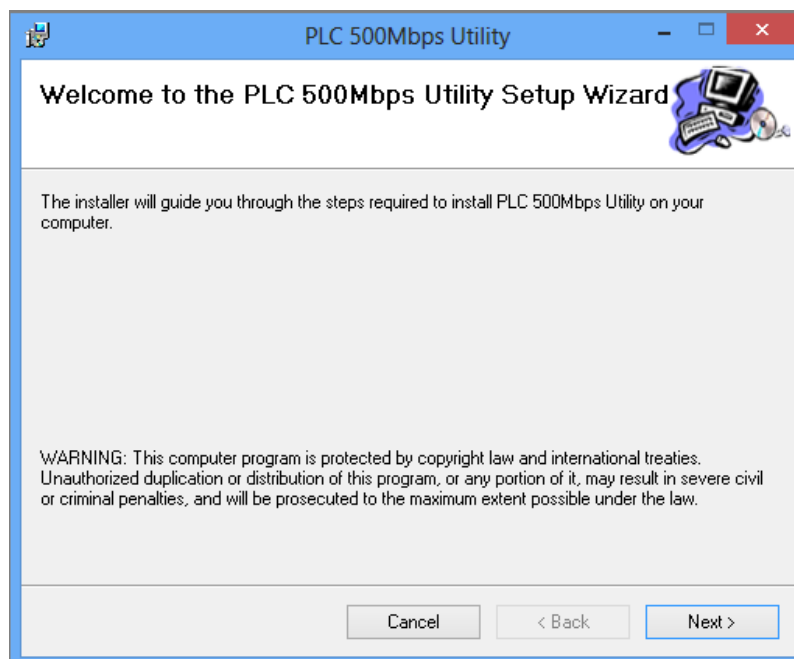 PLC 500Mbps Utility
Welcome to the PLC 500Mbps Utility Setup Wizard
The installer will guide you through the steps required to install PLC 500Mbps Utility on your
computer.
WARNING: This computer program is protected by copyright law and international treaties.
Unauthorized duplication or distribution of this program, or any portion of it, may result in severe civil
or criminal penalties, and will be prosecuted to the maximum extent possible under the law.
Cancel
< Back
Next >